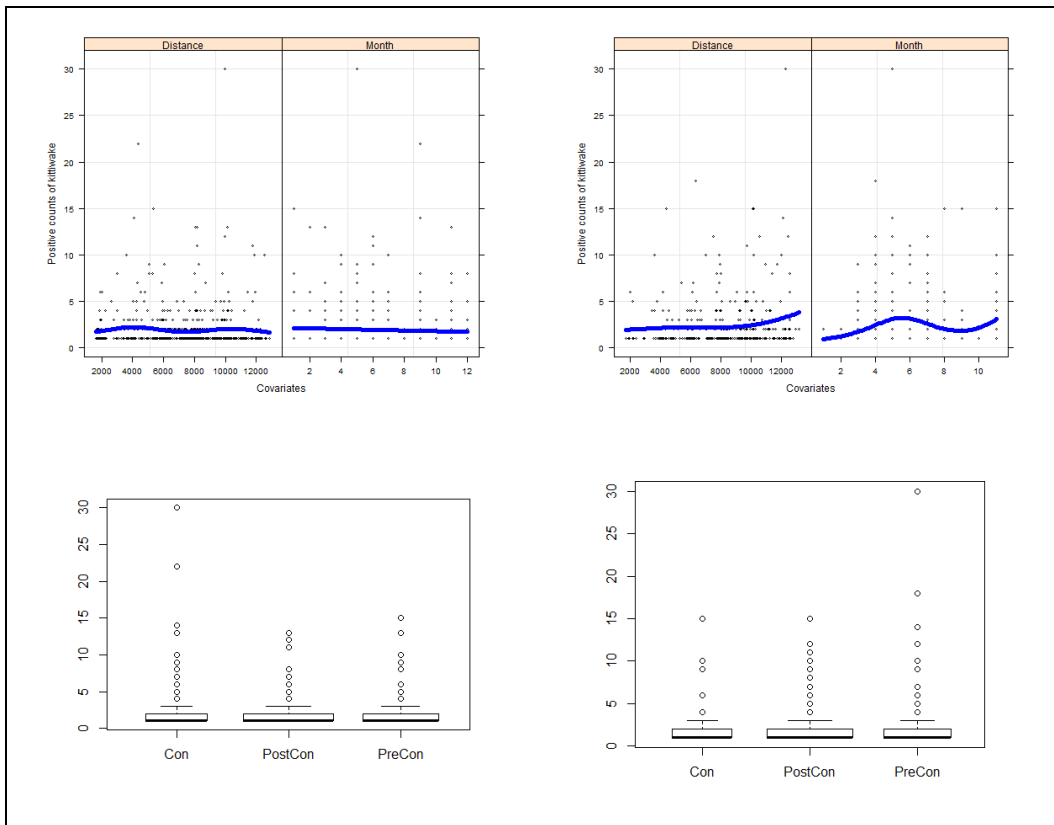 Distance Month
30
25
20
15
10
5
0
Positive counts of kittiwake
2000 4000 6000 8000 10000 12000 2 4 6 8 10 12
Covariates
Distance Month
30
25
20
15
10
5
0
Positive counts of kittiwake
2000 4000 6000 8000 10000 12000 2 4 6 8 10
Covariates
30
25
20
15
10
5
0
Con PostCon PreCon
30
25
20
15
10
5
0
Con PostCon PreCon